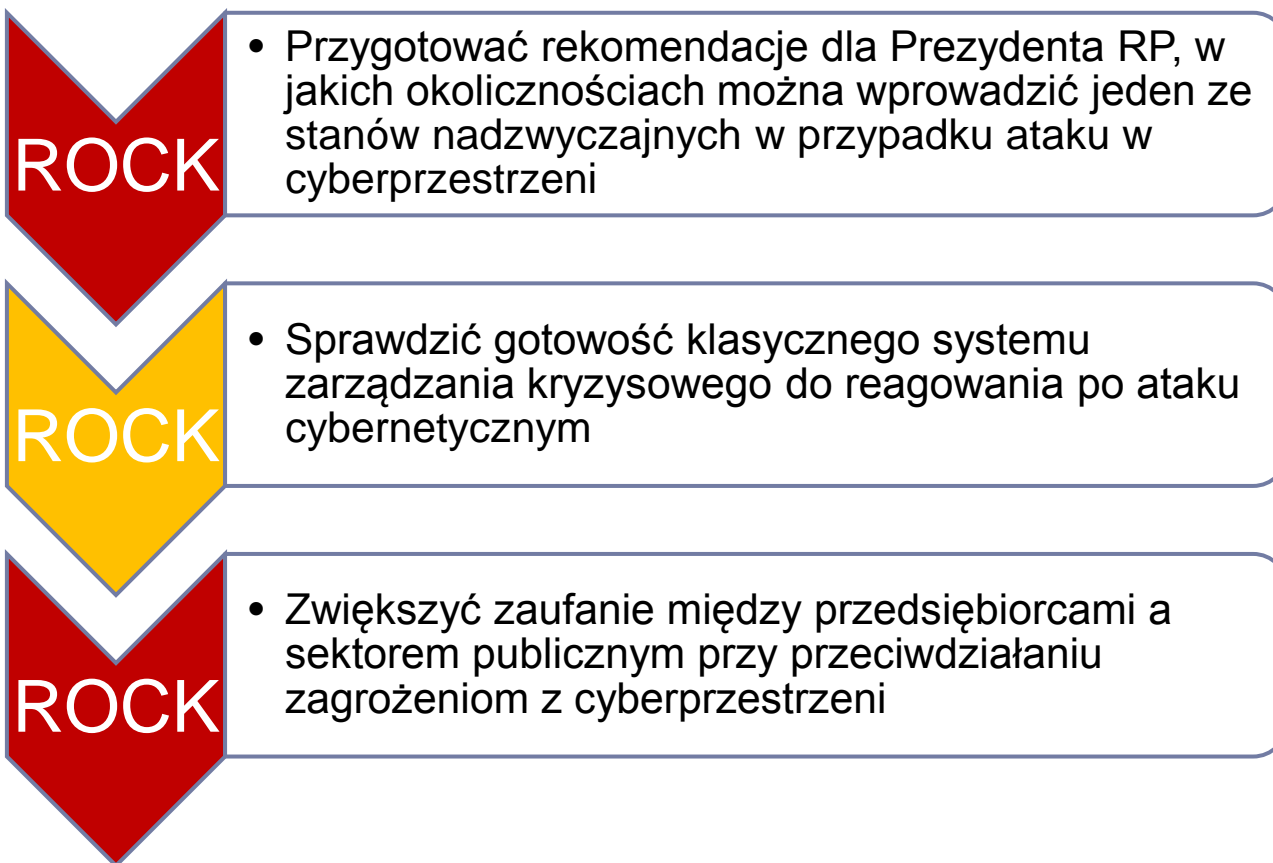 ROCK
• Przygotować rekomendacje dla Prezydenta RP, w
jakich okolicznościach można wprowadzić jeden ze
stanów nadzwyczajnych w przypadku ataku w
cyberprzestrzeni
ROCK
• Sprawdzić gotowość klasycznego systemu
zarządzania kryzysowego do reagowania po ataku
cybernetycznym
ROCK
• Zwiększyć zaufanie między przedsiębiorcami a
sektorem publicznym przy przeciwdziałaniu
zagrożeniom z cyberprzestrzeni